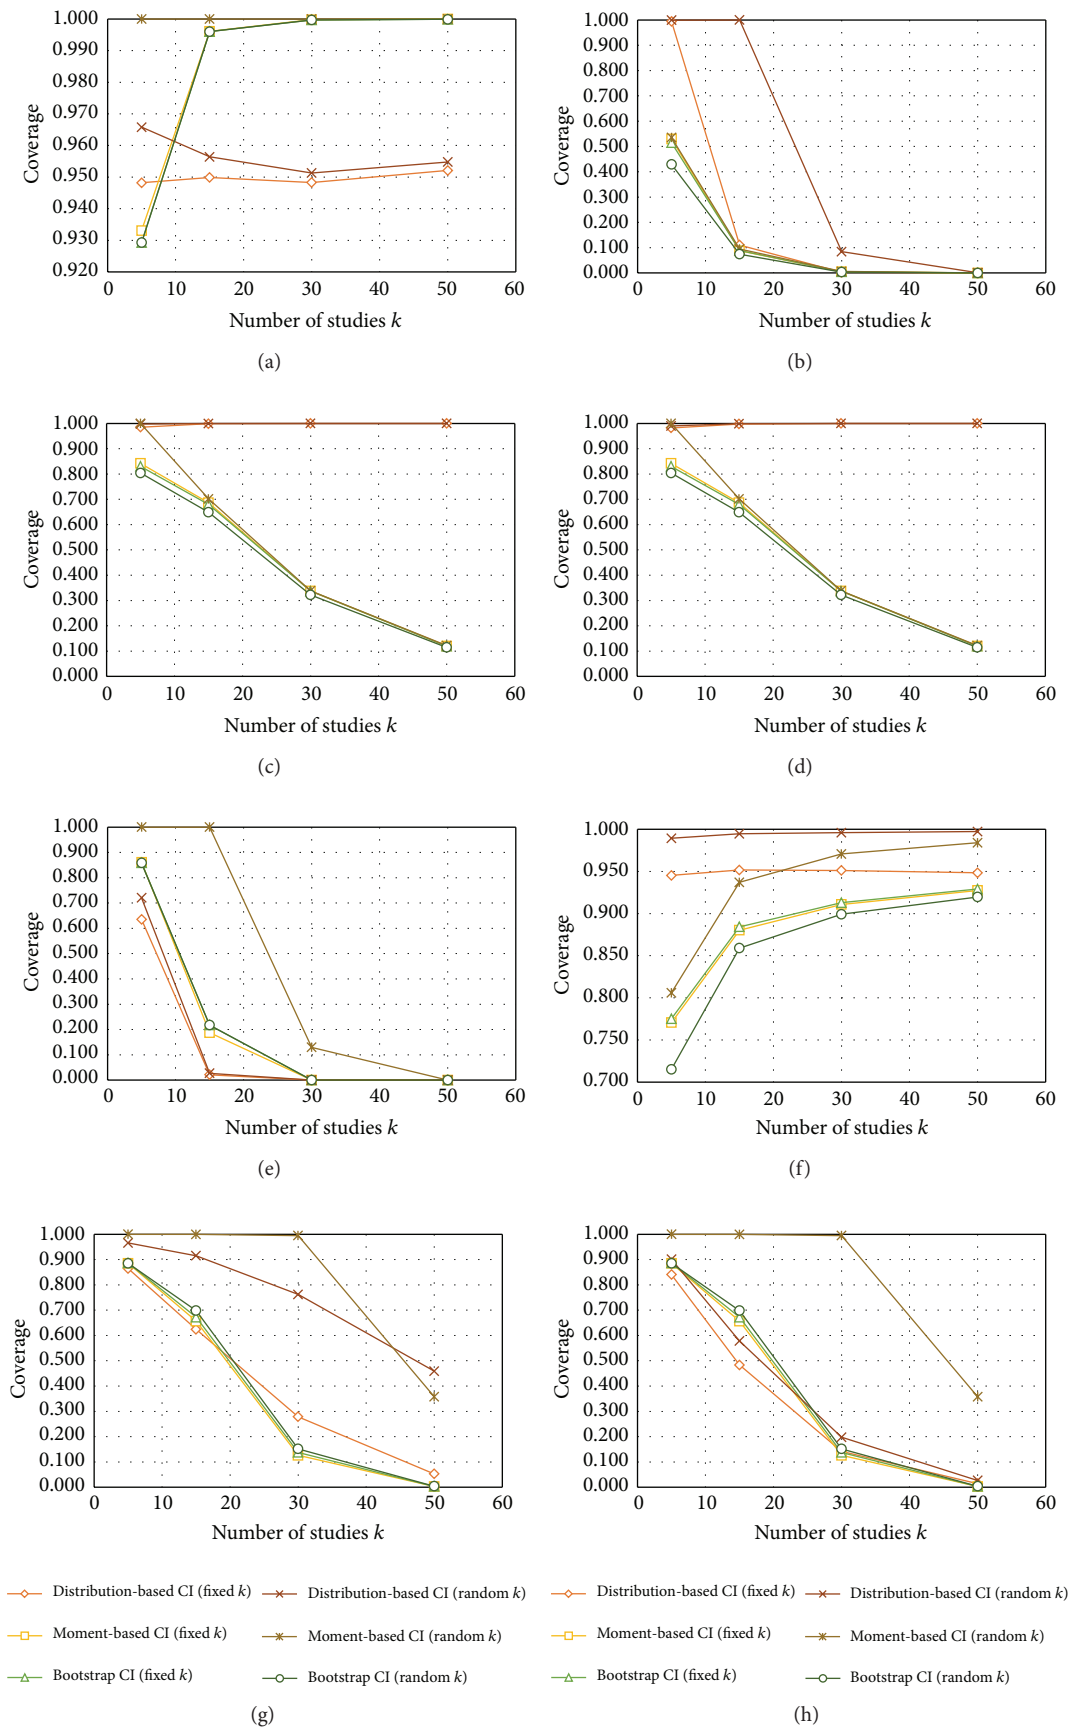 1.000
0.990
0.980
0.970
0.960
0.950
0.940
0.930
0.920
Coverage
0 10 20 30 40 50 60
Number of studies k
(a)
1.000
0.900
0.800
0.700
0.600
0.500
0.400
0.300
0.200
0.100
0.000
Coverage
0 10 20 30 40 50 60
Number of studies k
(b)
1.000
0.900
0.800
0.700
0.600
0.500
0.400
0.300
0.200
0.100
0.000
Coverage
0 10 20 30 40 50 60
Number of studies k
(c)
1.000
0.900
0.800
0.700
0.600
0.500
0.400
0.300
0.200
0.100
0.000
Coverage
0 10 20 30 40 50 60
Number of studies k
(d)
1.000
0.900
0.800
0.700
0.600
0.500
0.400
0.300
0.200
0.100
0.000
Coverage
0 10 20 30 40 50 60
Number of studies k
(e)
1.000
0.950
0.900
0.850
0.800
0.750
0.700
Coverage
0 10 20 30 40 50 60
Number of studies k
(f)
1.000
0.900
0.800
0.700
0.600
0.500
0.400
0.300
0.200
0.100
0.000
Coverage
0 10 20 30 40 50 60
Number of studies k
Distribution-based CI (fixed k) Distribution-based CI (random k)
Moment-based CI (fixed k) Moment-based CI (random k)
Bootstrap CI (fixed k) Bootstrap CI (random k)
(g)
1.000
0.900
0.800
0.700
0.600
0.500
0.400
0.300
0.200
0.100
0.000
Coverage
0 10 20 30 40 50 60
Number of studies k
Distribution-based CI (fixed k) Distribution-based CI (random k)
Moment-based CI (fixed k) Moment-based CI (random k)
Bootstrap CI (fixed k) Bootstrap CI (random k)
(h)